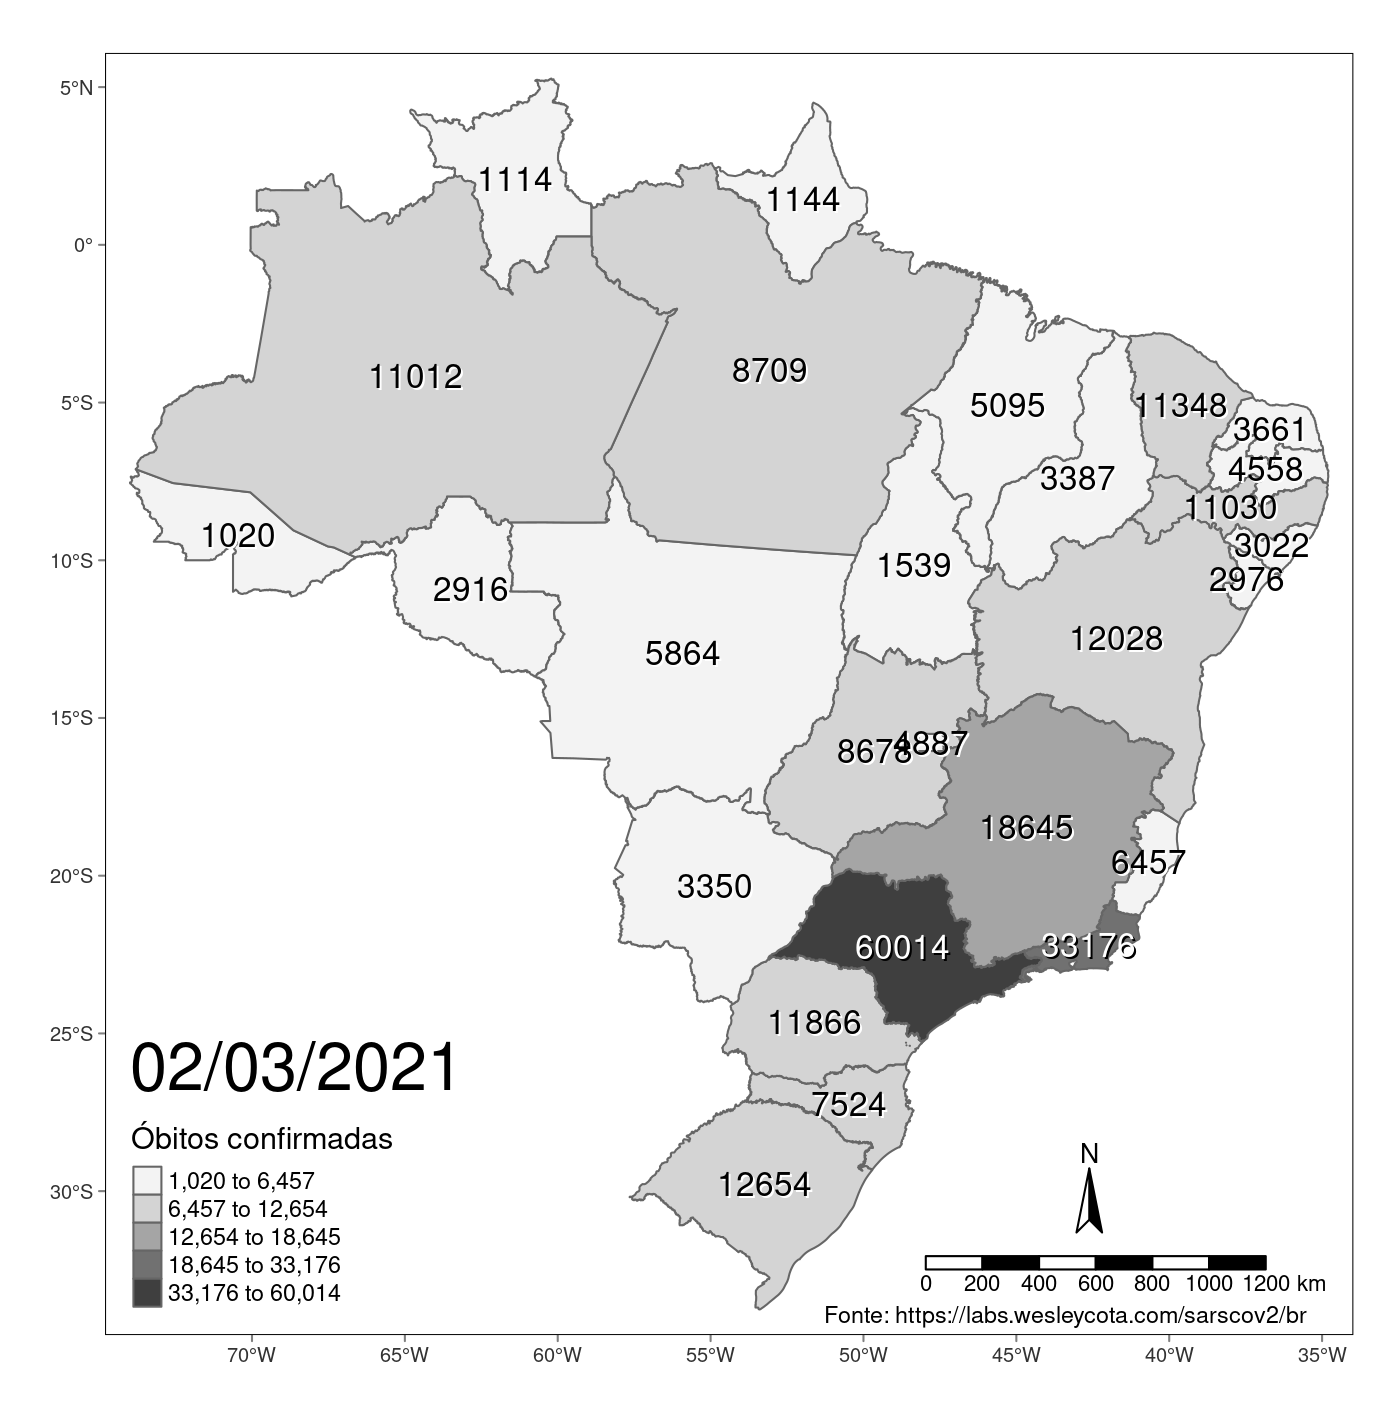 5°N
0°
5°S
10°S
15°S
20°S
25°S
30°S
1114
1144
11012
8709
5095
11348
3661
4558
3387
11030
1020
3022
1539
2976
2916
12028
5864
8678
4887
18645
6457
3350
60014
33176
11866
7524
12654
02/03/2021
Óbitos confirmadas
1,020 to 6,457
6,457 to 12,654
12,654 to 18,645
18,645 to 33,176
33,176 to 60,014
N
0 200 400 600 800 1000 1200 km
Fonte: https://labs.wesleycota.com/sarscov2/br
70°W 65°W 60°W 55°W 50°W 45°W 40°W 35°W